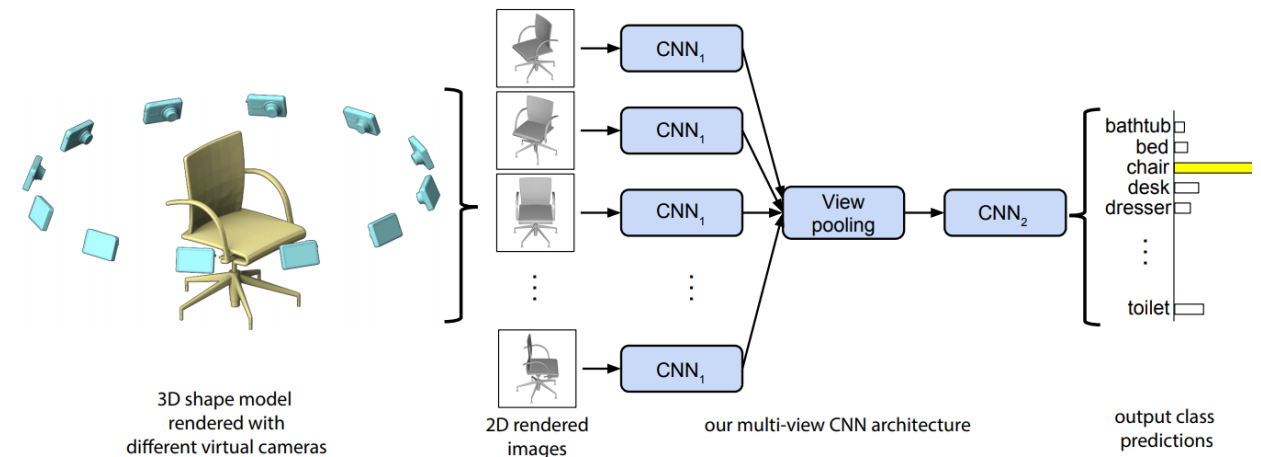 CNN₁
CNN₁
CNN₁
CNN₁
View
pooling
CNN₂
bathtub
bed
chair
desk
dresser
toilet
3D shape model
rendered with
different virtual cameras
2D rendered
images
our multi-view CNN architecture
output class
predictions